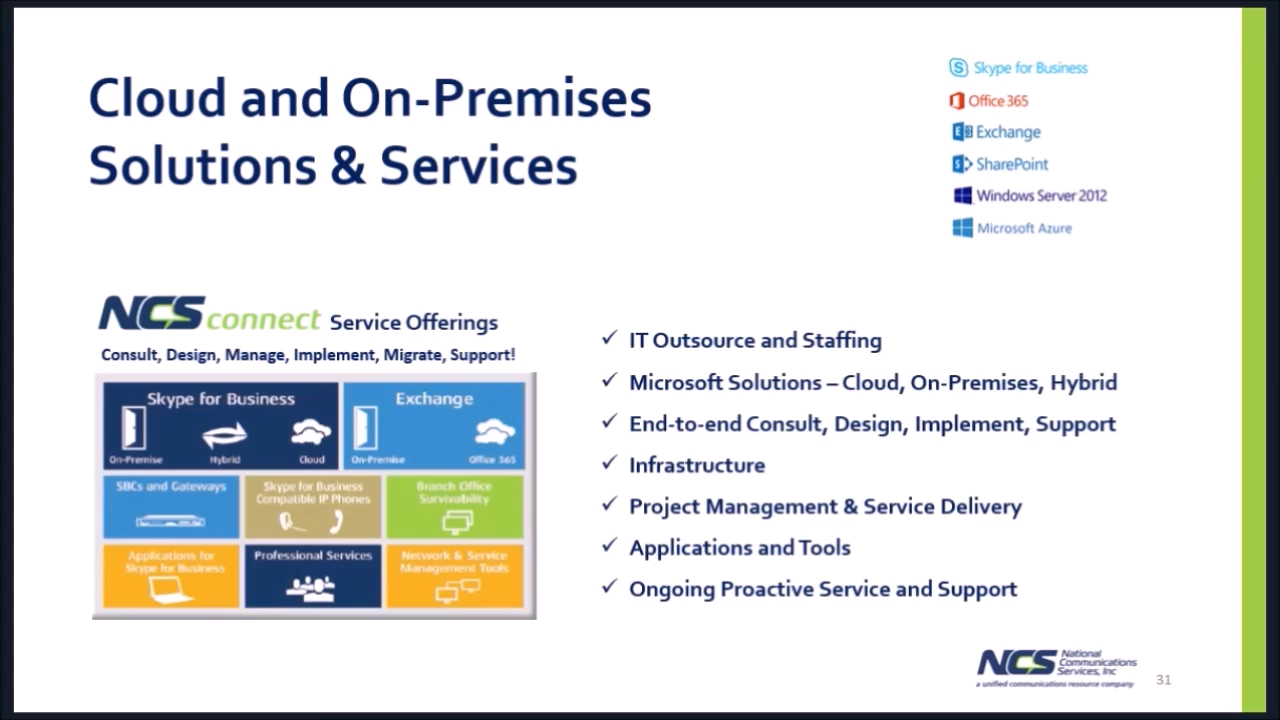 Cloud and On-Premises
Solutions & Services
Skype for Business
Office 365
Exchange
SharePoint
Windows Server 2012
Microsoft Azure
NCS connect Service Offerings
Consult, Design, Manage, Implement, Migrate, Support!
Skype for Business
On-Premise Hybrid Cloud
Exchange
On-Premise Office 365
SBCs and Gateways
Skype for Business
Compatible IP Phones
Branch Office
Survivability
Applications for
Skype for Business
Professional Services
Network & Service
Management Tools
✓ IT Outsource and Staffing
✓ Microsoft Solutions – Cloud, On-Premises, Hybrid
✓ End-to-end Consult, Design, Implement, Support
✓ Infrastructure
✓ Project Management & Service Delivery
✓ Applications and Tools
✓ Ongoing Proactive Service and Support
NCS National
Communications
Services, Inc
a unified communications resource company
31